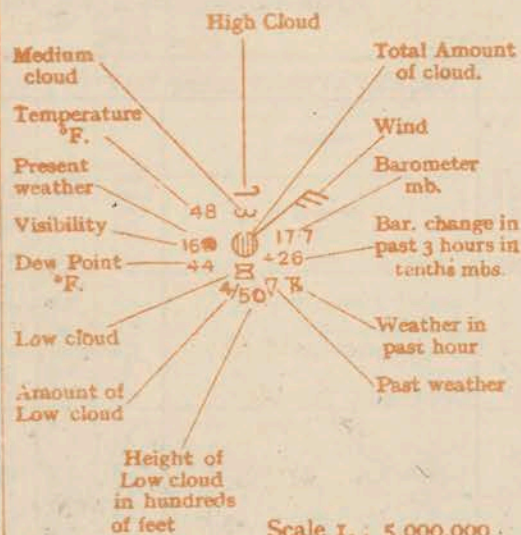 High Cloud
Medium
cloud
Total Amount
of cloud.
Temperature
°F.
Wind
Present
weather
Barometer
mb.
48
Visibility
16
177
Bar. change in
past 3 hours in
tenths mbs.
Dew Point
°F.
44
+26
4/50
Low cloud
Weather in
past hour
Amount of
Low cloud
Past weather
Height of
Low cloud
in hundreds
of feet
Scale 1 : 5,000,000.